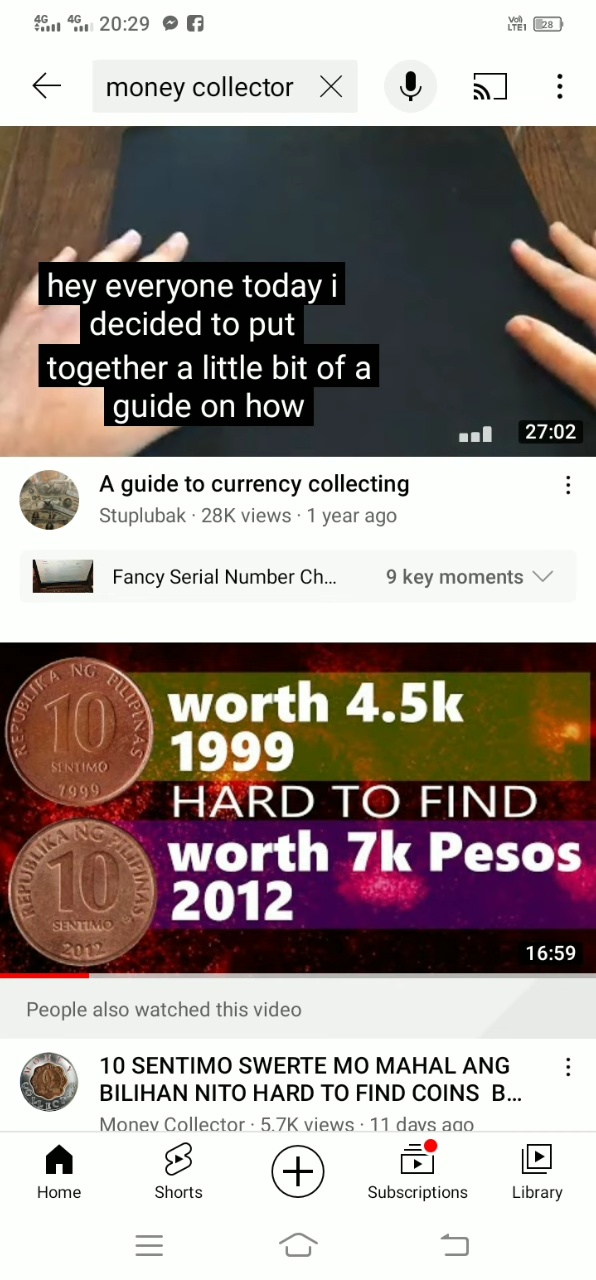 4G 4G 20:29 VoD LTE1 28
money collector
hey everyone today i
decided to put
together a little bit of a
guide on how
27:02
A guide to currency collecting
Stuplubak · 28K views · 1 year ago
Fancy Serial Number Ch... 9 key moments
REPUBLIKA NG PILIPINAS
10
SENTIMO
1999
worth 4.5k
1999
HARD TO FIND
REPUBLIKA NG PILIPINAS
10
SENTIMO
2012
worth 7k Pesos
2012
16:59
People also watched this video
10 SENTIMO SWERTE MO MAHAL ANG
BILIHAN NITO HARD TO FIND COINS B...
Money Collector · 5.7K views · 11 days ago
Home Shorts Subscriptions Library